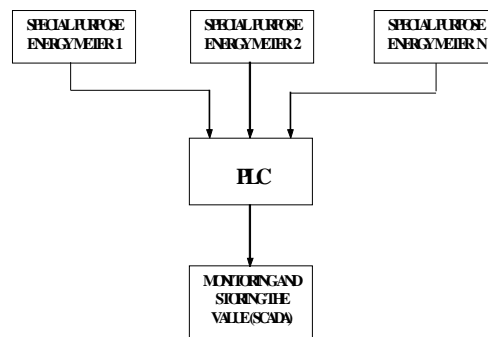 SPECIAL PURPOSE
ENERGY METER 1
SPECIAL PURPOSE
ENERGY METER 2
SPECIAL PURPOSE
ENERGY METER N
PLC
MONITORING AND
STORING THE
VALUE(SCADA)